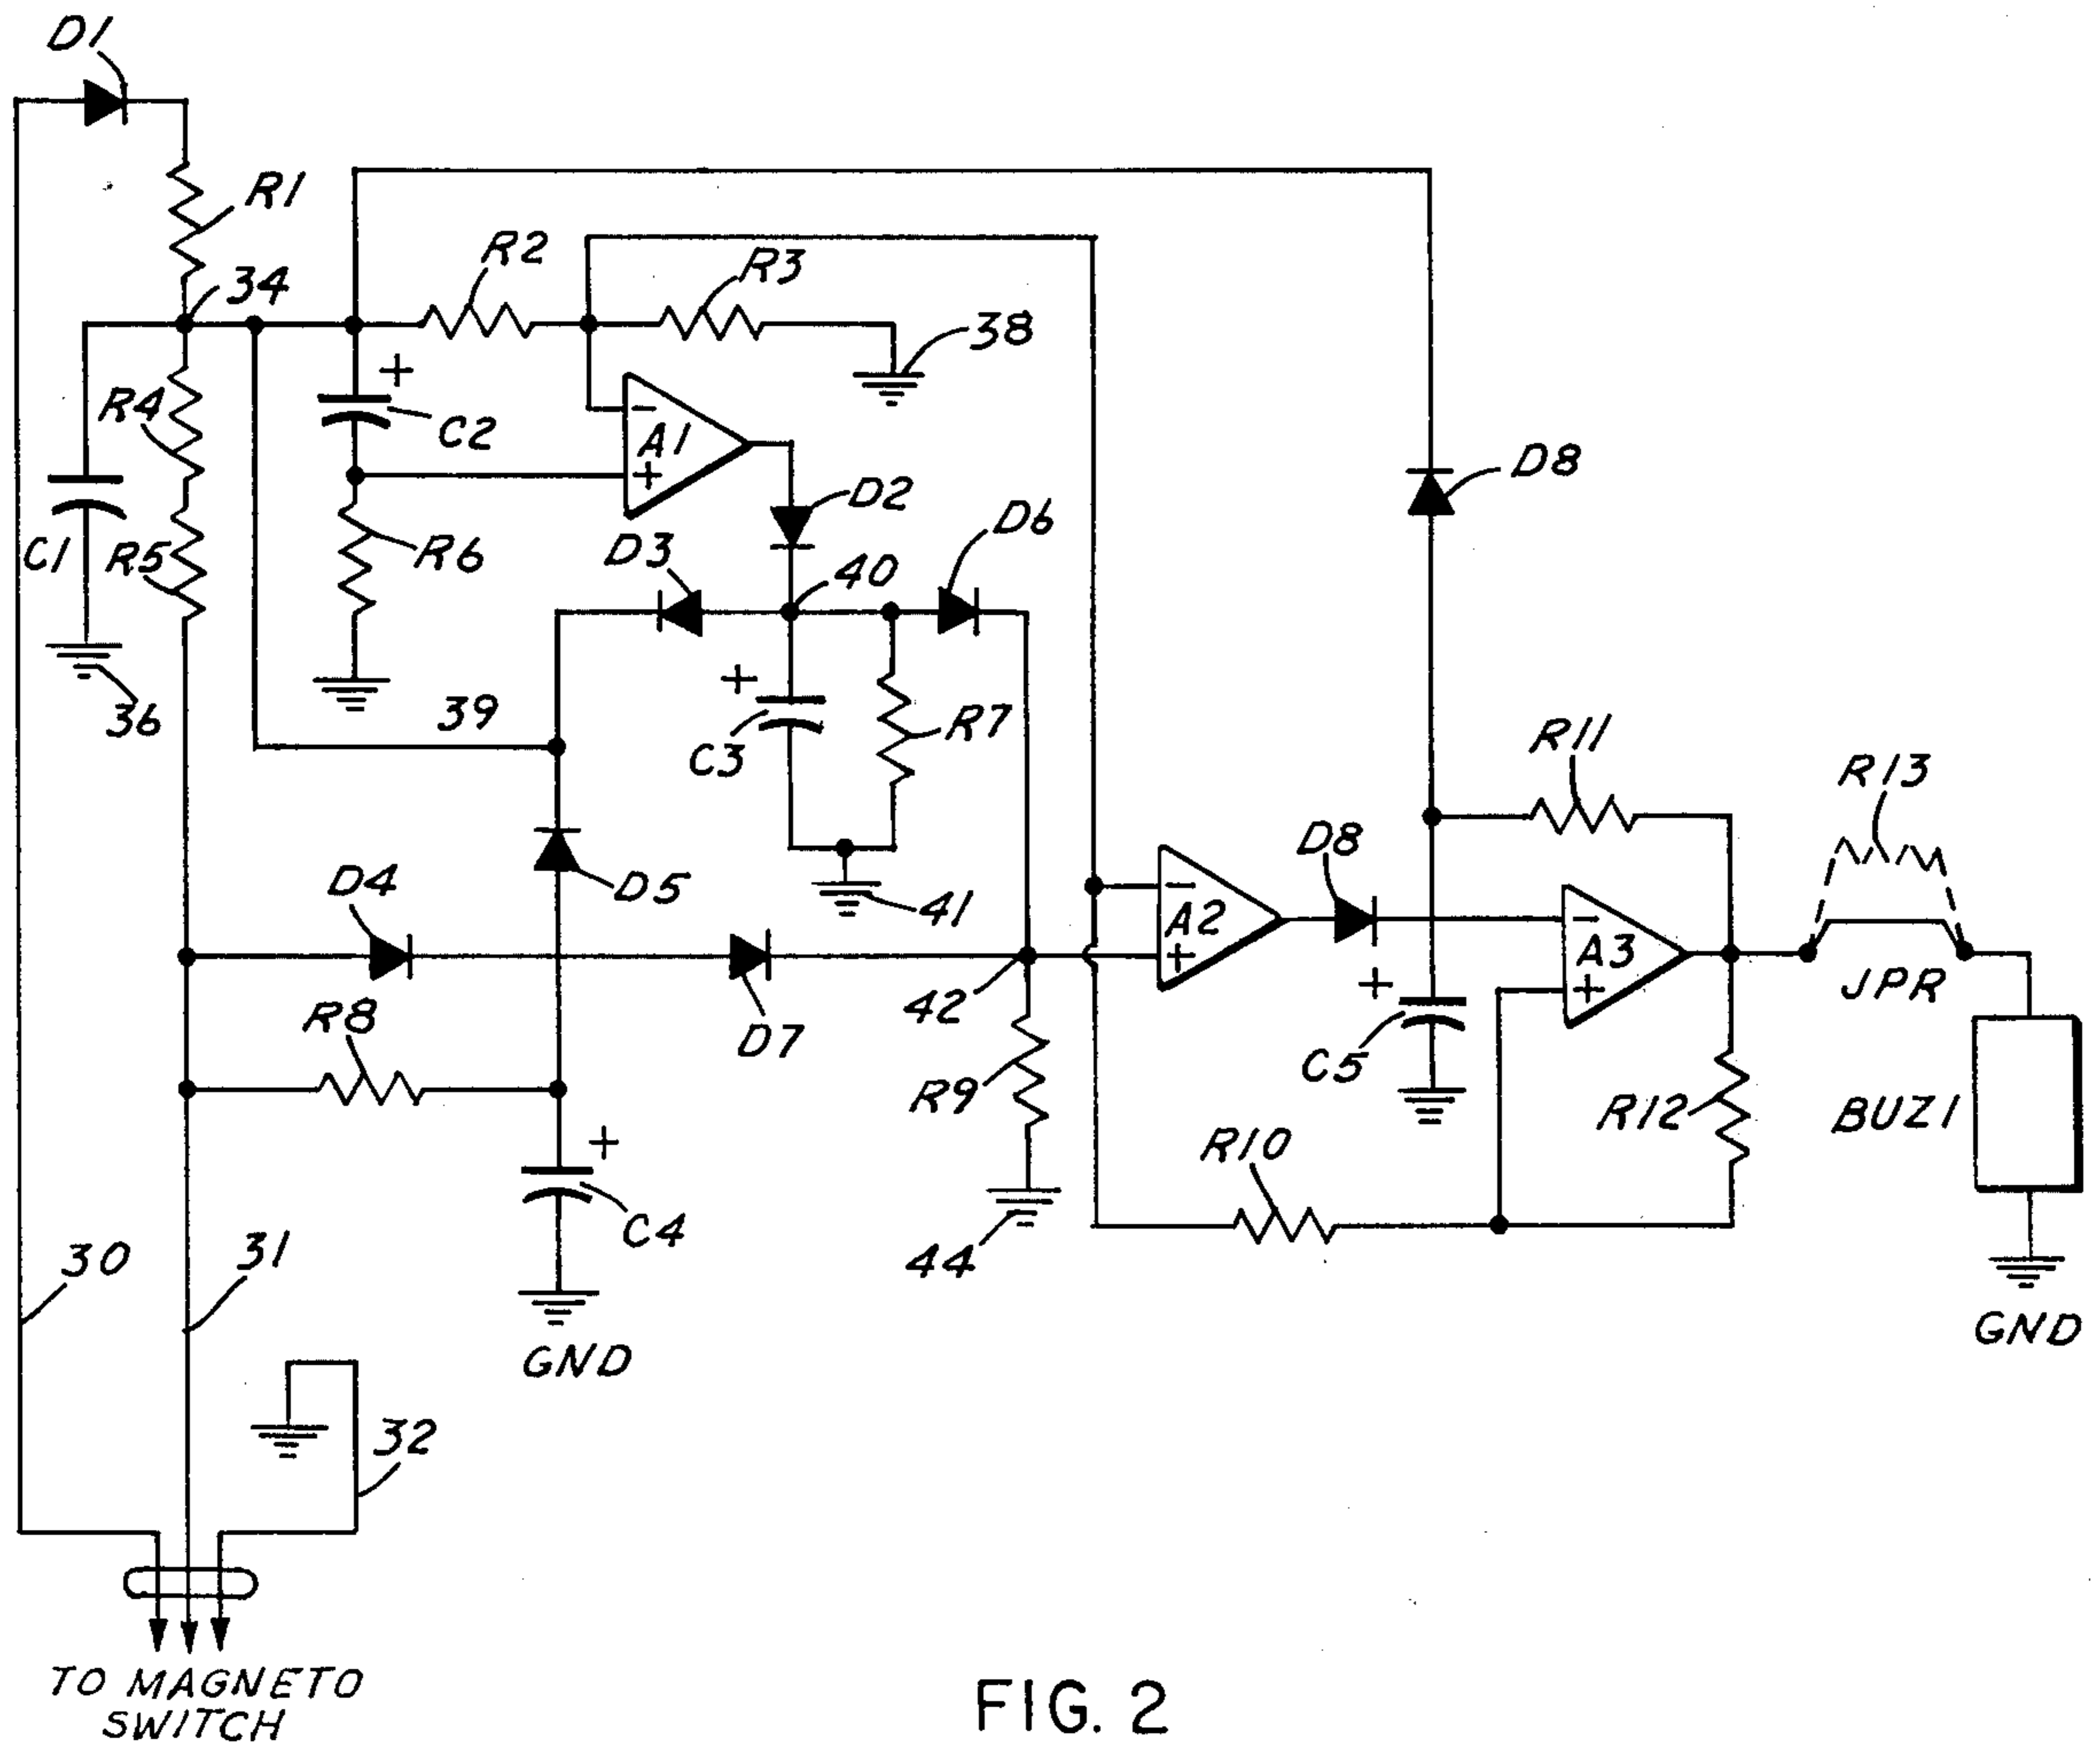 D1
R1
R2
R3
34
38
+
R4
C2
−
A1
+
D2
D8
D6
C1
R5
R6
D3
40
36
39
+
C3
R7
R11
R13
D4
D5
41
D8
−
A2
+
−
A3
+
R8
D7
42
+
C5
JPR
R9
R12
BUZ1
R10
+
C4
44
30
31
GND
GND
32
TO MAGNETO
SWITCH
FIG. 2